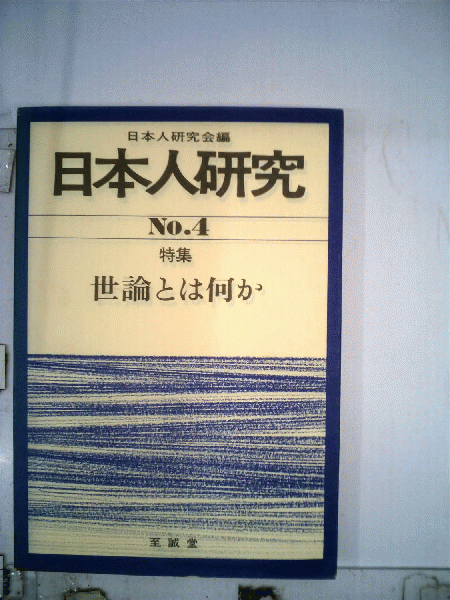 日本人研究会編
日本人研究
No.4
特集
世論とは何か
至誠堂